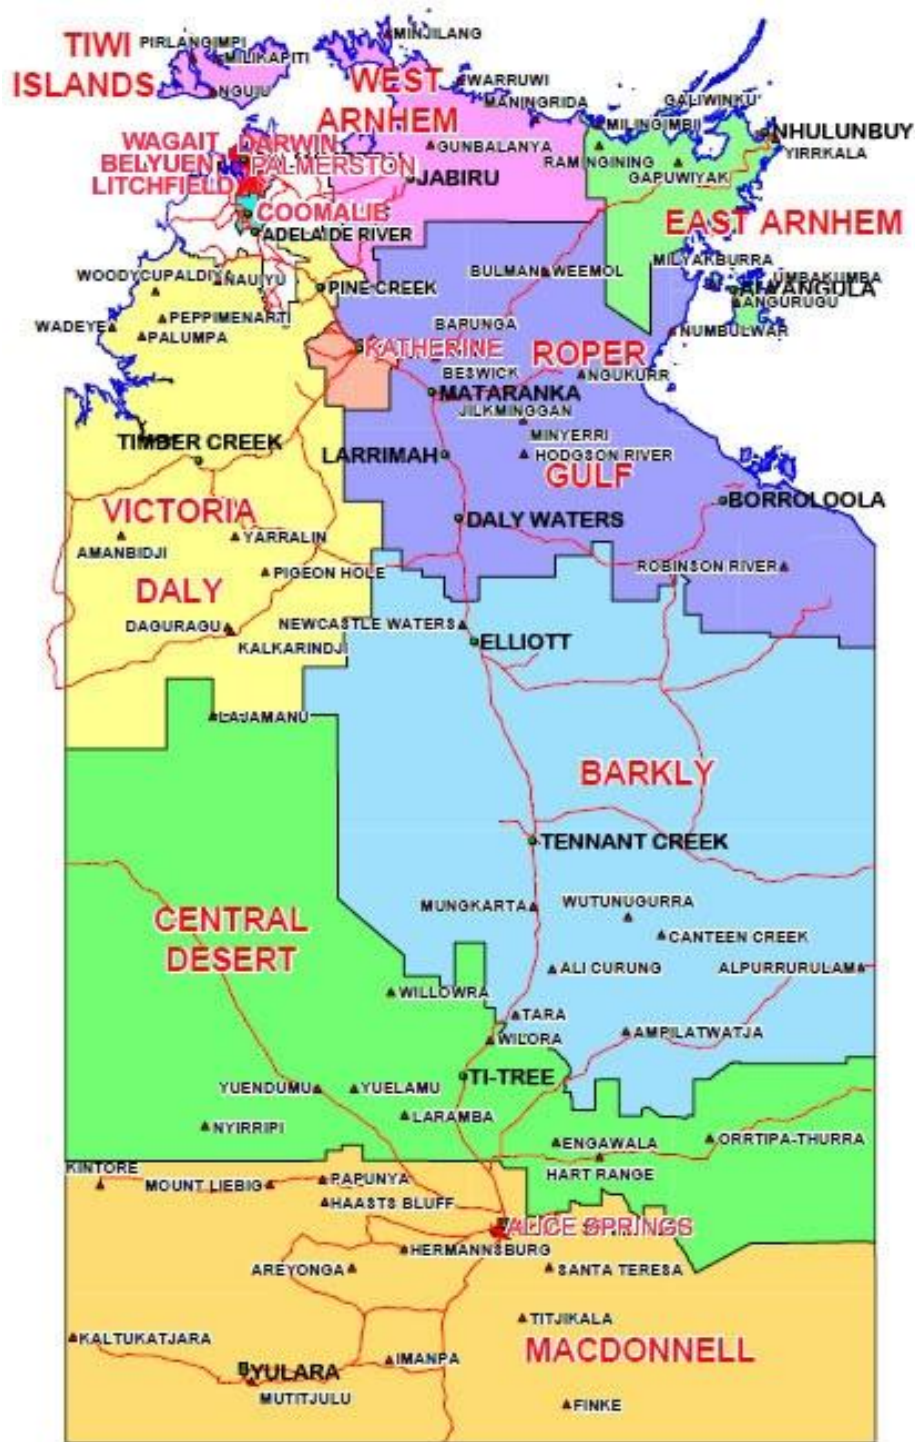 MINJILANG
TIWI
ISLANDS
PIRLANGIMPI
MILIKAPITI
NGUIU
WEST
ARNHEM
WARRUWI
MANINGRIDA
GALIWINKU
MILINGIMBI
NHULUNBUY
YIRRKALA
WAGAIT
BELYUEN
LITCHFIELD
DARWIN
PALMERSTON
GUNBALANYA
RAMINGINING
GAPUWIYAK
JABIRU
COOMALIE
ADELAIDE RIVER
EAST ARNHEM
MILYAKBURRA
UMBAKUMBA
ALYANGULA
ANGURUGU
WOODYCUPALDIYA
NAUIYU
BULMAN
WEEMOL
PINE CREEK
WADEYE
PEPPIMENARTI
PALUMPA
BARUNGA
NUMBULWAR
KATHERINE
ROPER
BESWICK
NGUKURR
MATARANKA
JILKMINGGAN
TIMBER CREEK
LARRIMAH
MINYERRI
HODGSON RIVER
GULF
VICTORIA
BORROLOOLA
DALY WATERS
AMANBIDJI
YARRALIN
PIGEON HOLE
ROBINSON RIVER
DALY
DAGURAGU
KALKARINDJI
NEWCASTLE WATERS
ELLIOTT
LAJAMANU
BARKLY
TENNANT CREEK
CENTRAL
DESERT
MUNGKARTA
WUTUNUGURRA
CANTEEN CREEK
ALI CURUNG
ALPURRURULAM
WILLOWRA
TARA
WILORA
AMPILATWATJA
TI-TREE
YUENDUMU
YUELAMU
LARAMBA
NYIRRIPI
ENGAWALA
ORRTIPA-THURRA
HART RANGE
KINTORE
MOUNT LIEBIG
PAPUNYA
HAASTS BLUFF
ALICE SPRINGS
HERMANNSBURG
AREYONGA
SANTA TERESA
TITJIKALA
KALTUKATJARA
MACDONNELL
IMANPA
YULARA
MUTITJULU
FINKE